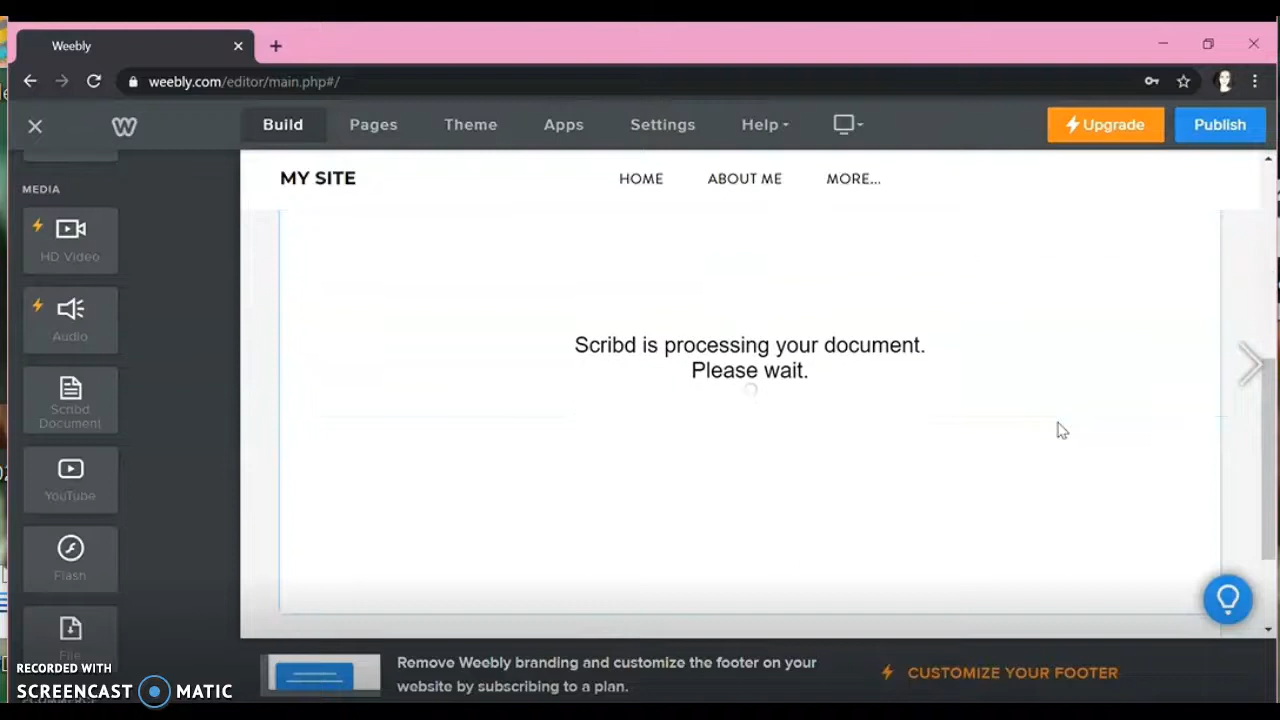 Weebly
weebly.com/editor/main.php#/
Build
Pages
Theme
Apps
Settings
Help
Upgrade
Publish
MEDIA
HD Video
Audio
Scribd
Document
YouTube
Flash
File
MY SITE
HOME
ABOUT ME
MORE...
Scribd is processing your document.
Please wait.
Remove Weebly branding and customize the footer on your
website by subscribing to a plan.
CUSTOMIZE YOUR FOOTER
RECORDED WITH
SCREENCAST MATIC